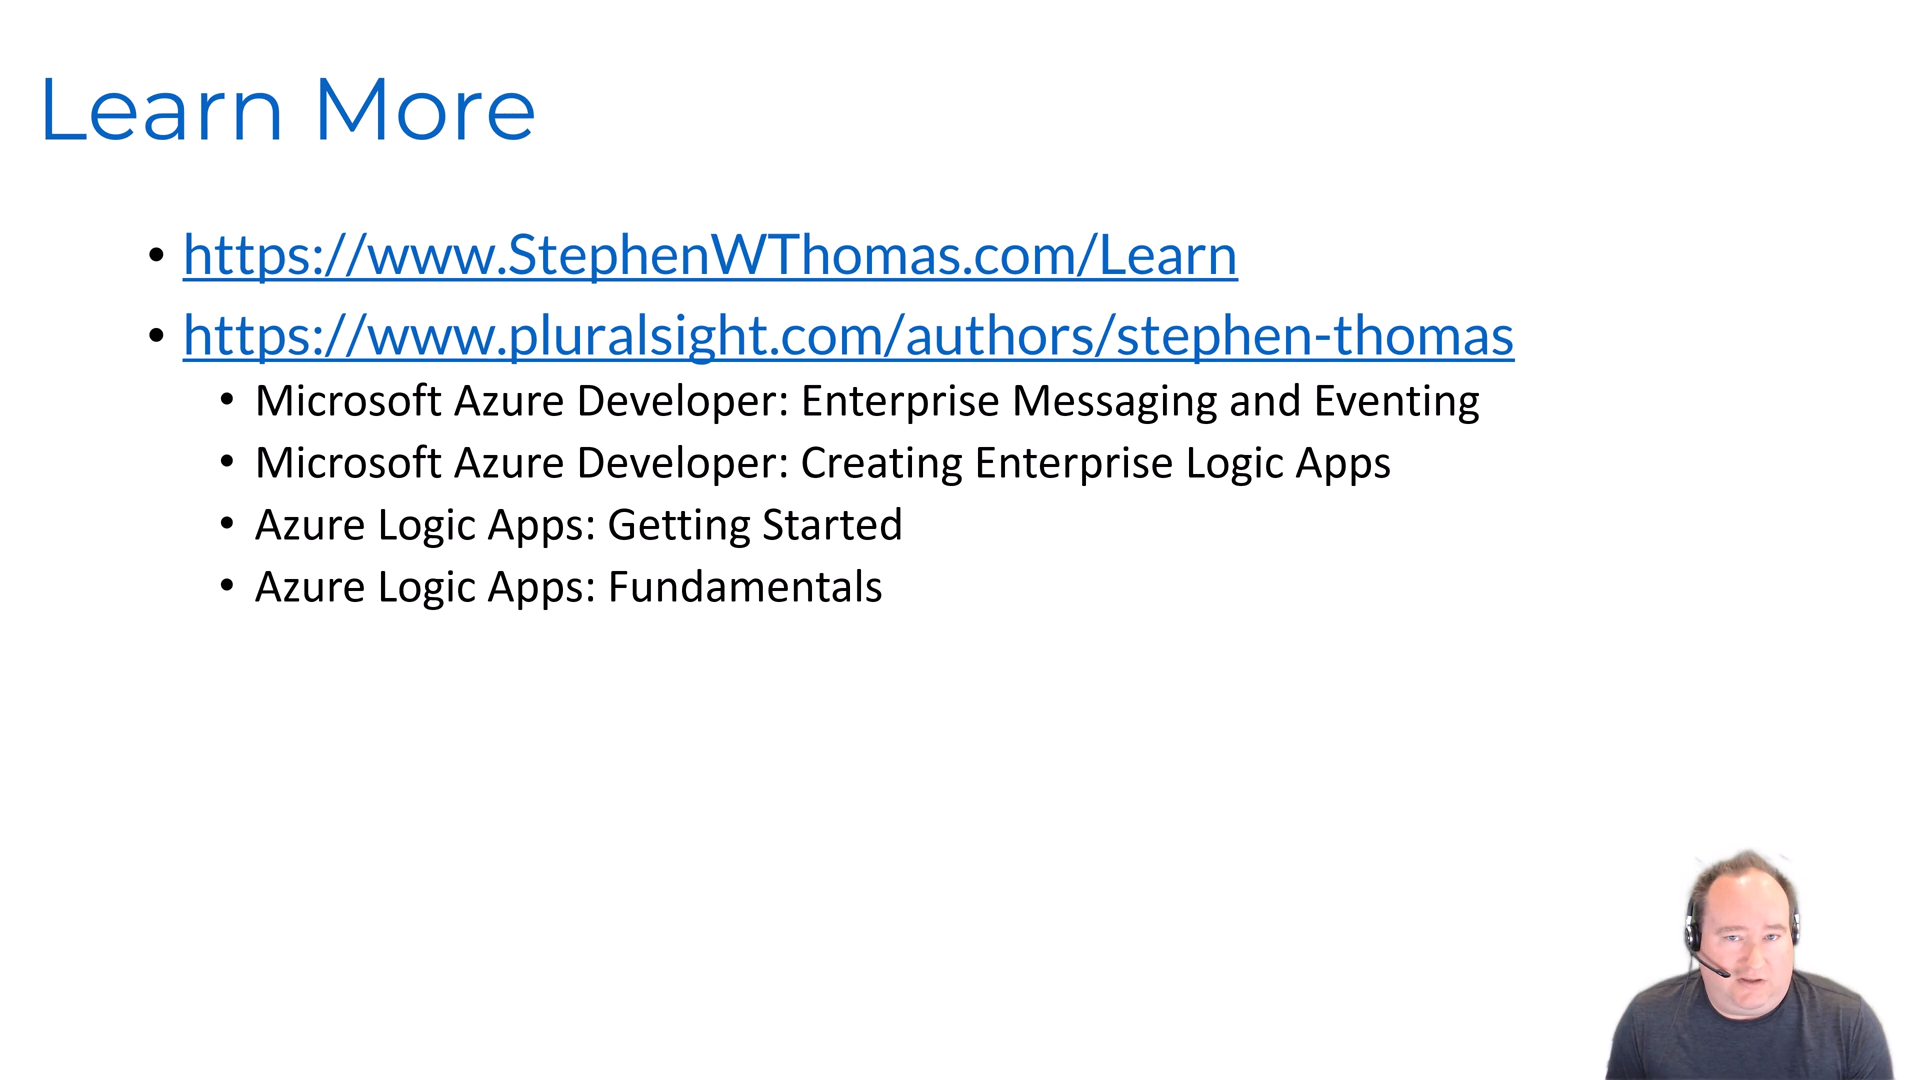 Learn More
• https://www.StephenWThomas.com/Learn
• https://www.pluralsight.com/authors/stephen-thomas
• Microsoft Azure Developer: Enterprise Messaging and Eventing
• Microsoft Azure Developer: Creating Enterprise Logic Apps
• Azure Logic Apps: Getting Started
• Azure Logic Apps: Fundamentals